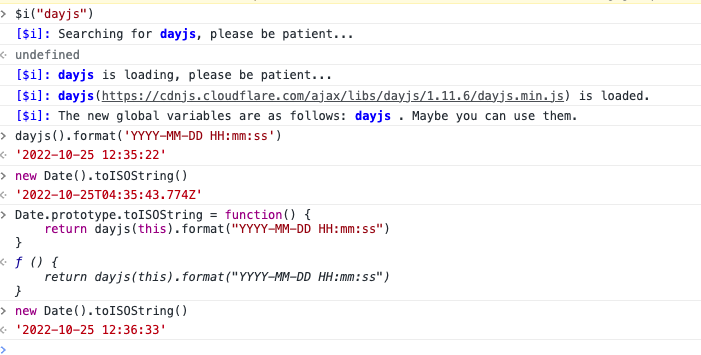 > $i("dayjs")
[$i]: Searching for dayjs, please be patient...
< undefined
[$i]: dayjs is loading, please be patient...
[$i]: dayjs(https://cdnjs.cloudflare.com/ajax/libs/dayjs/1.11.6/dayjs.min.js) is loaded.
[$i]: The new global variables are as follows: dayjs . Maybe you can use them.
> dayjs().format('YYYY-MM-DD HH:mm:ss')
< '2022-10-25 12:35:22'
> new Date().toISOString()
< '2022-10-25T04:35:43.774Z'
> Date.prototype.toISOString = function() {
return dayjs(this).format("YYYY-MM-DD HH:mm:ss")
}
< ƒ () {
return dayjs(this).format("YYYY-MM-DD HH:mm:ss")
}
> new Date().toISOString()
< '2022-10-25 12:36:33'
>